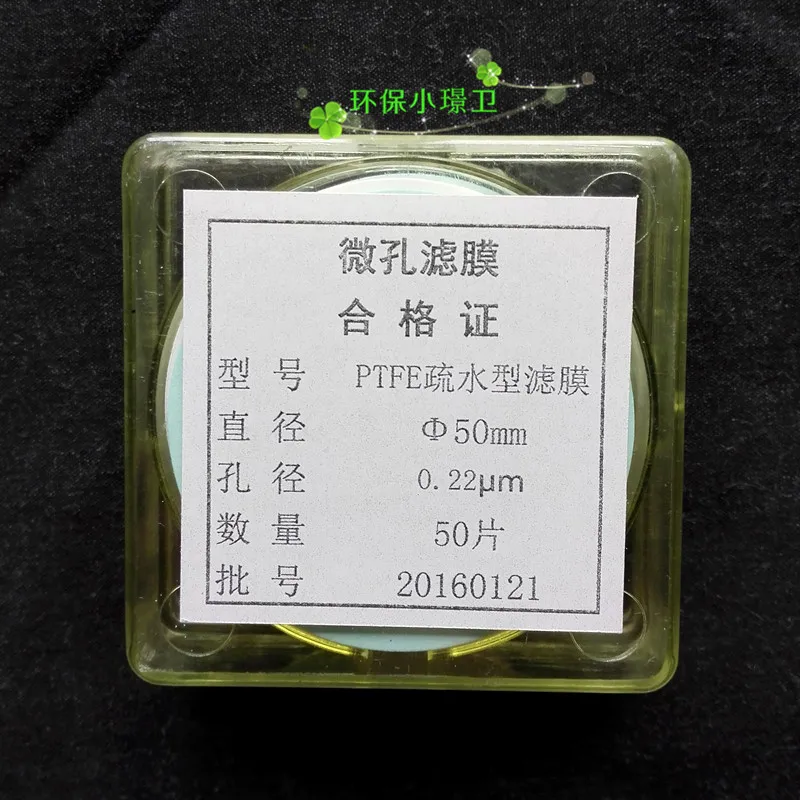 环保小璟卫
微孔滤膜
合格证
型号 PTFE疏水型滤膜
直径 Φ50mm
孔径 0.22μm
数量 50片
批号 20160121